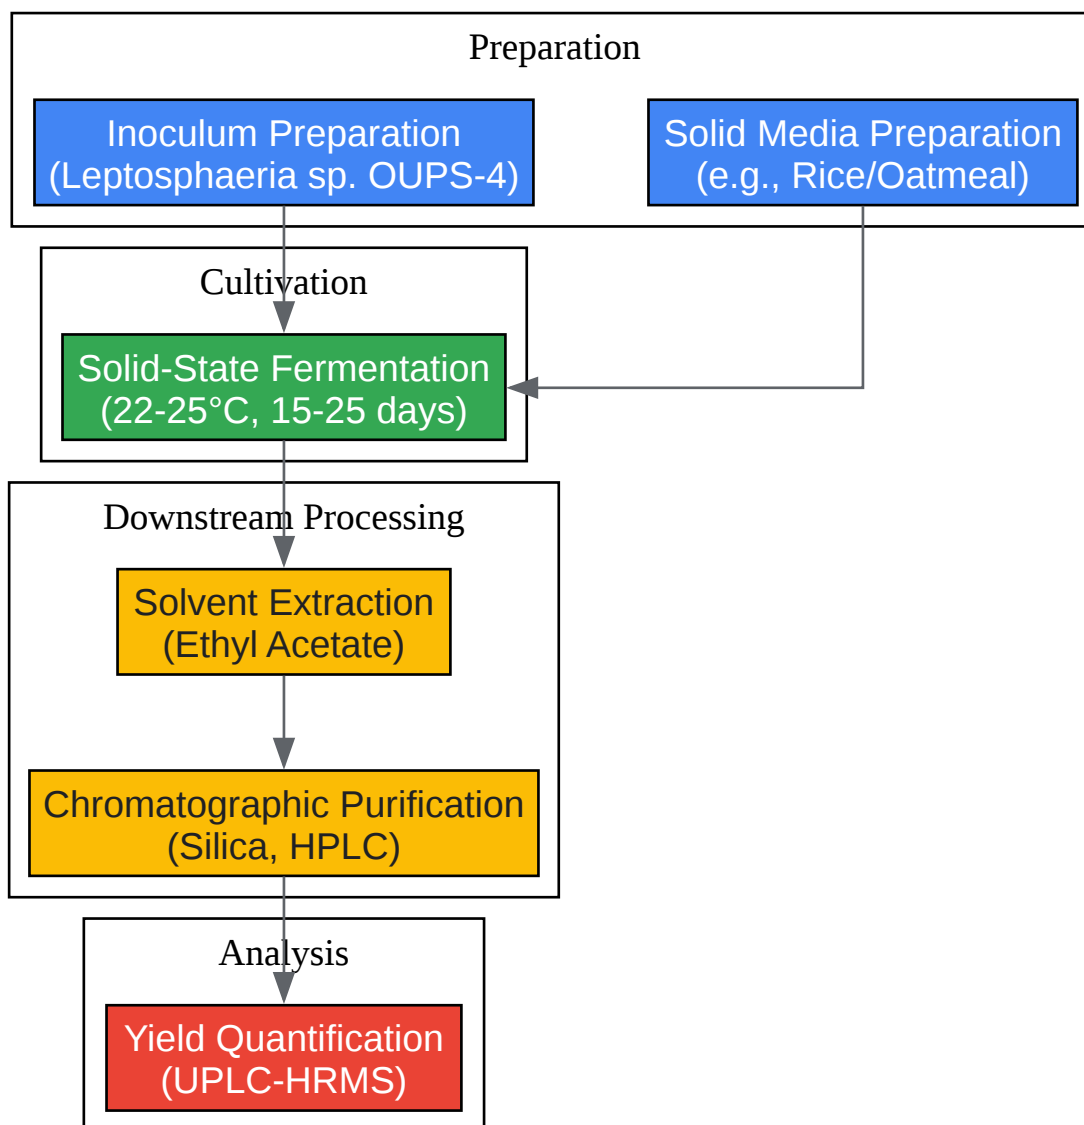 Preparation
Inoculum Preparation
(Leptosphaeria sp. OUPS-4)
Solid Media Preparation
(e.g., Rice/Oatmeal)
Cultivation
Solid-State Fermentation
(22-25°C, 15-25 days)
Downstream Processing
Solvent Extraction
(Ethyl Acetate)
Chromatographic Purification
(Silica, HPLC)
Analysis
Yield Quantification
(UPLC-HRMS)